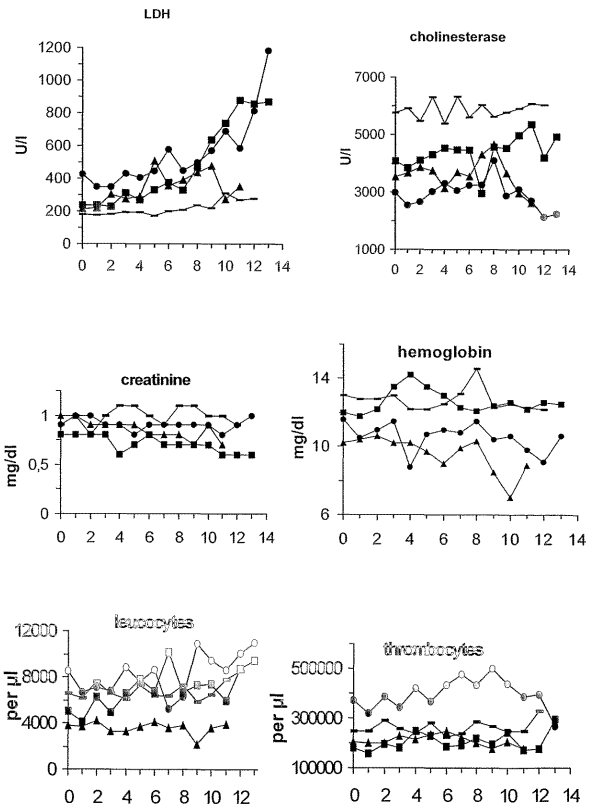 LDH
1200
1000
800
600
400
200
0
U/l
0 2 4 6 8 10 12 14
cholinesterase
7000
5000
3000
1000
U/l
0 2 4 6 8 10 12 14
creatinine
1
0,5
0
mg/dl
0 2 4 6 8 10 12 14
hemoglobin
14
10
6
mg/dl
0 2 4 6 8 10 12 14
leucocytes
12000
8000
4000
0
per µl
0 2 4 6 8 10 12
thrombocytes
500000
300000
100000
per µl
0 2 4 6 8 10 12 14